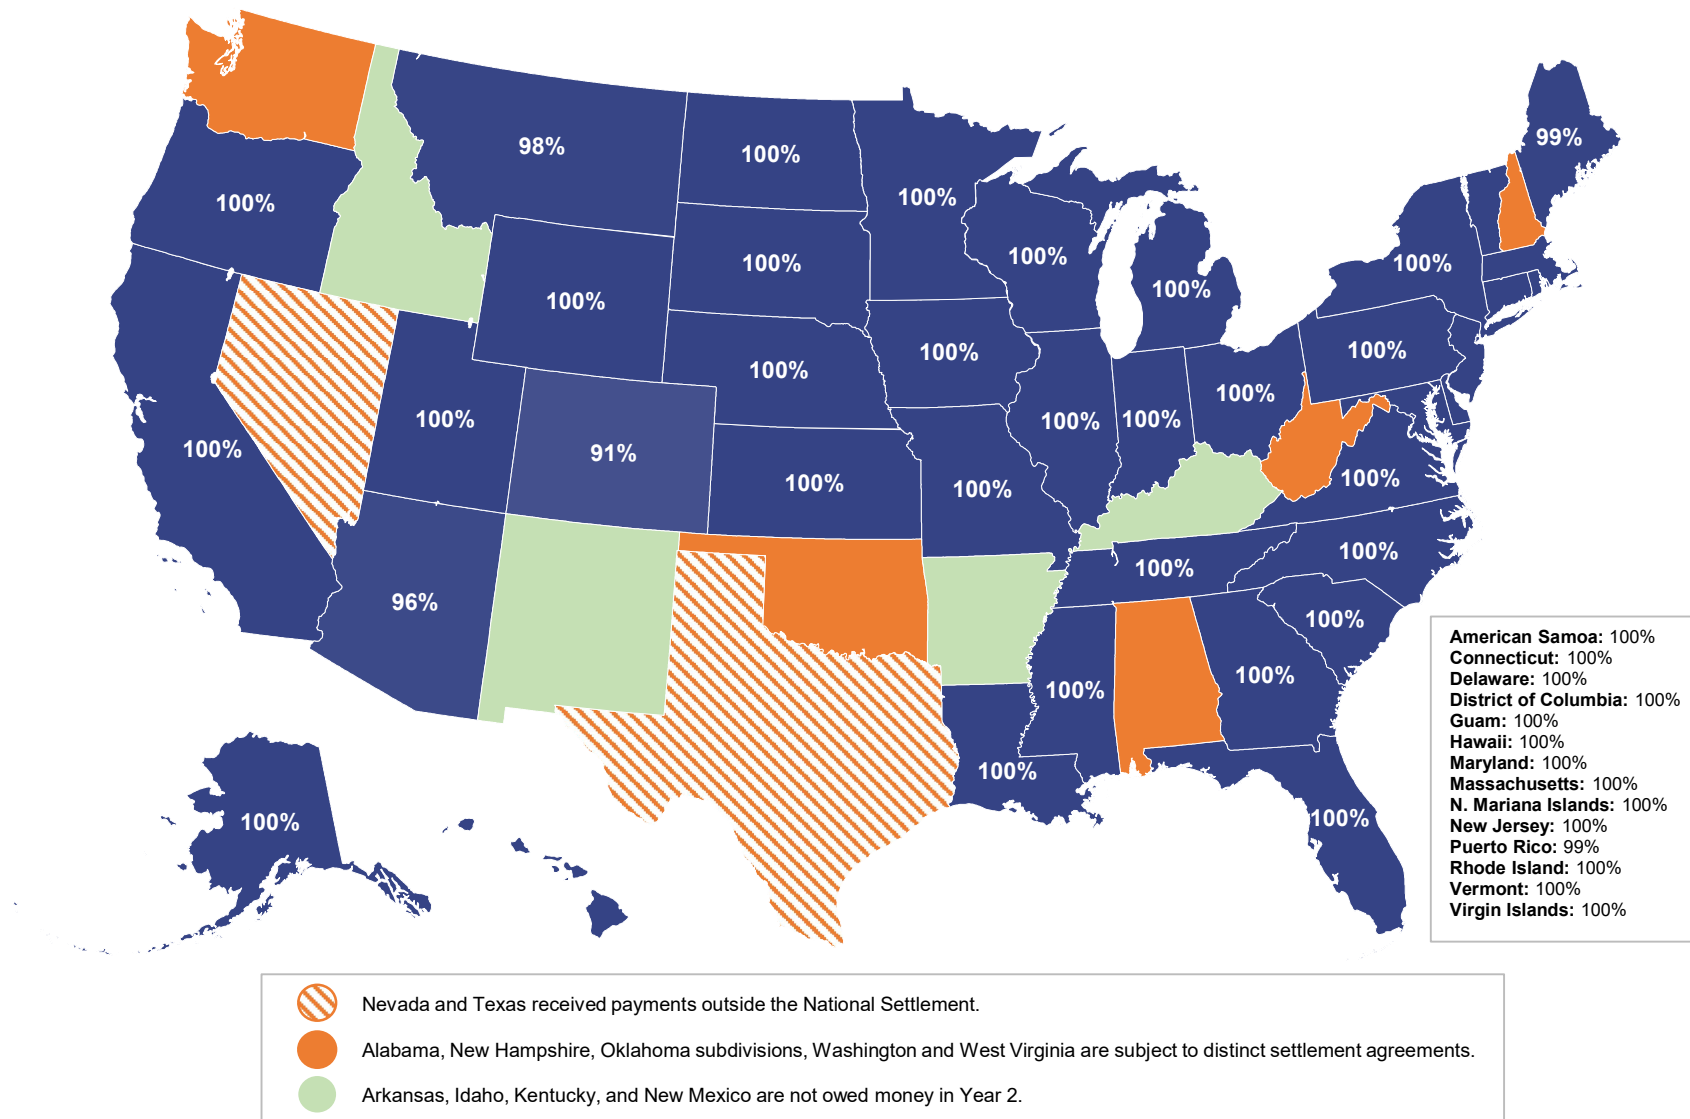 98%
100%
100%
99%
100%
100%
100%
100%
100%
100%
100%
100%
100%
100%
100%
100%
100%
91%
100%
100%
100%
100%
100%
100%
96%
100%
100%
100%
100%
100%
100%
100%
100%
American Samoa: 100%
Connecticut: 100%
Delaware: 100%
District of Columbia: 100%
Guam: 100%
Hawaii: 100%
Maryland: 100%
Massachusetts: 100%
N. Mariana Islands: 100%
New Jersey: 100%
Puerto Rico: 99%
Rhode Island: 100%
Vermont: 100%
Virgin Islands: 100%
Nevada and Texas received payments outside the National Settlement.
Alabama, New Hampshire, Oklahoma subdivisions, Washington and West Virginia are subject to distinct settlement agreements.
Arkansas, Idaho, Kentucky, and New Mexico are not owed money in Year 2.